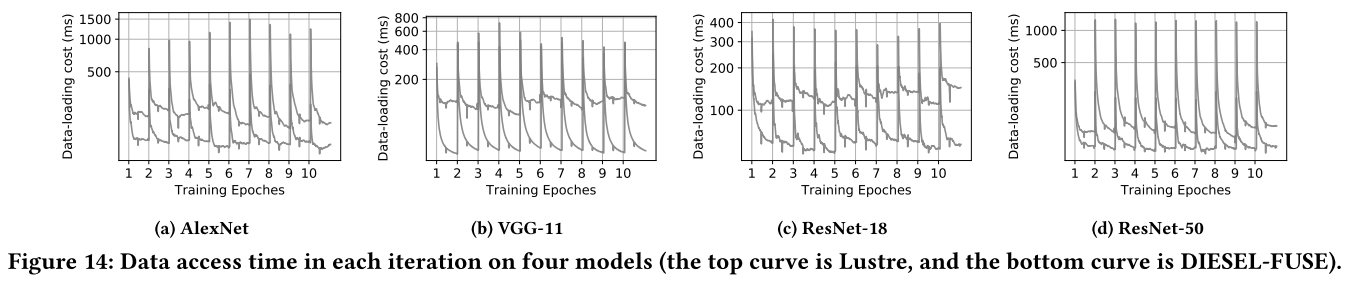 Data-loading cost (ms)
1500
1000
500
1 2 3 4 5 6 7 8 9 10
Training Epoches
(a) AlexNet
Data-loading cost (ms)
800
600
400
200
1 2 3 4 5 6 7 8 9 10
Training Epoches
(b) VGG-11
Data-loading cost (ms)
400
300
200
100
1 2 3 4 5 6 7 8 9 10
Training Epoches
(c) ResNet-18
Data-loading cost (ms)
1000
500
1 2 3 4 5 6 7 8 9 10
Training Epoches
(d) ResNet-50
Figure 14: Data access time in each iteration on four models (the top curve is Lustre, and the bottom curve is DIESEL-FUSE).